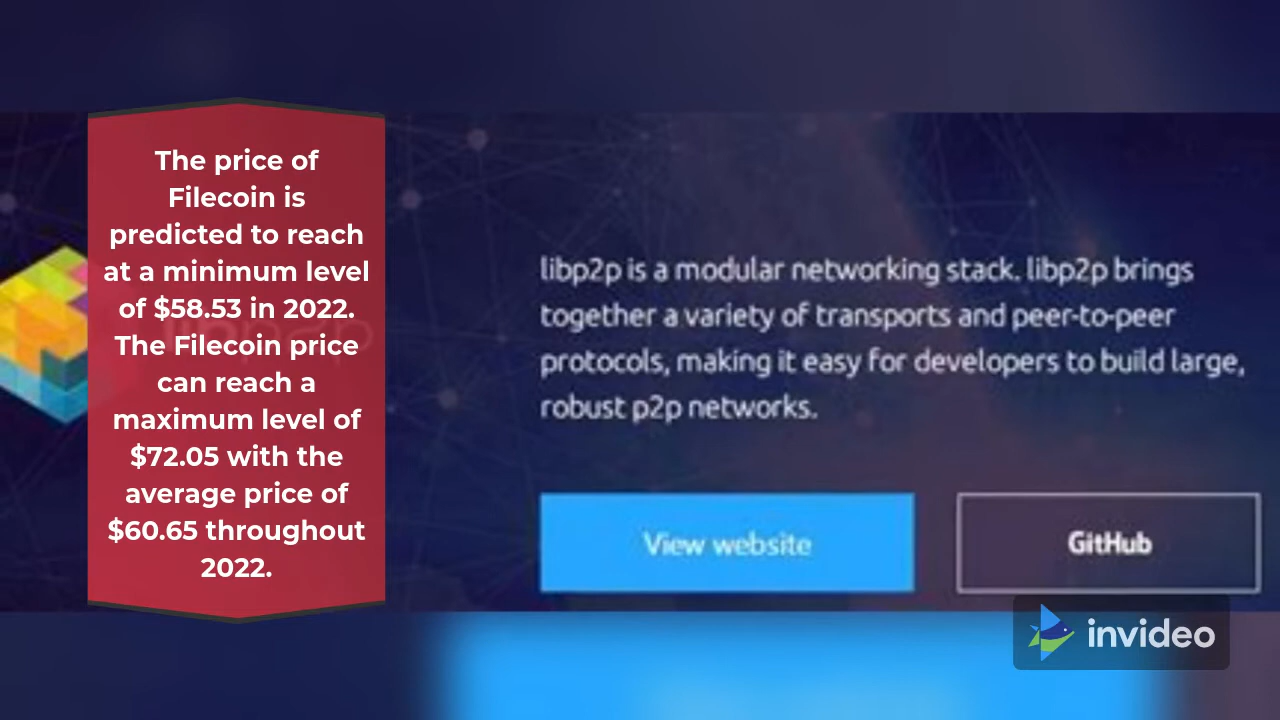 The price of
Filecoin is
predicted to reach
at a minimum level
of $58.53 in 2022.
The Filecoin price
can reach a
maximum level of
$72.05 with the
average price of
$60.65 throughout
2022.
libp2p is a modular networking stack. libp2p brings
together a variety of transports and peer-to-peer
protocols, making it easy for developers to build large,
robust p2p networks.
View website
GitHub
invideo